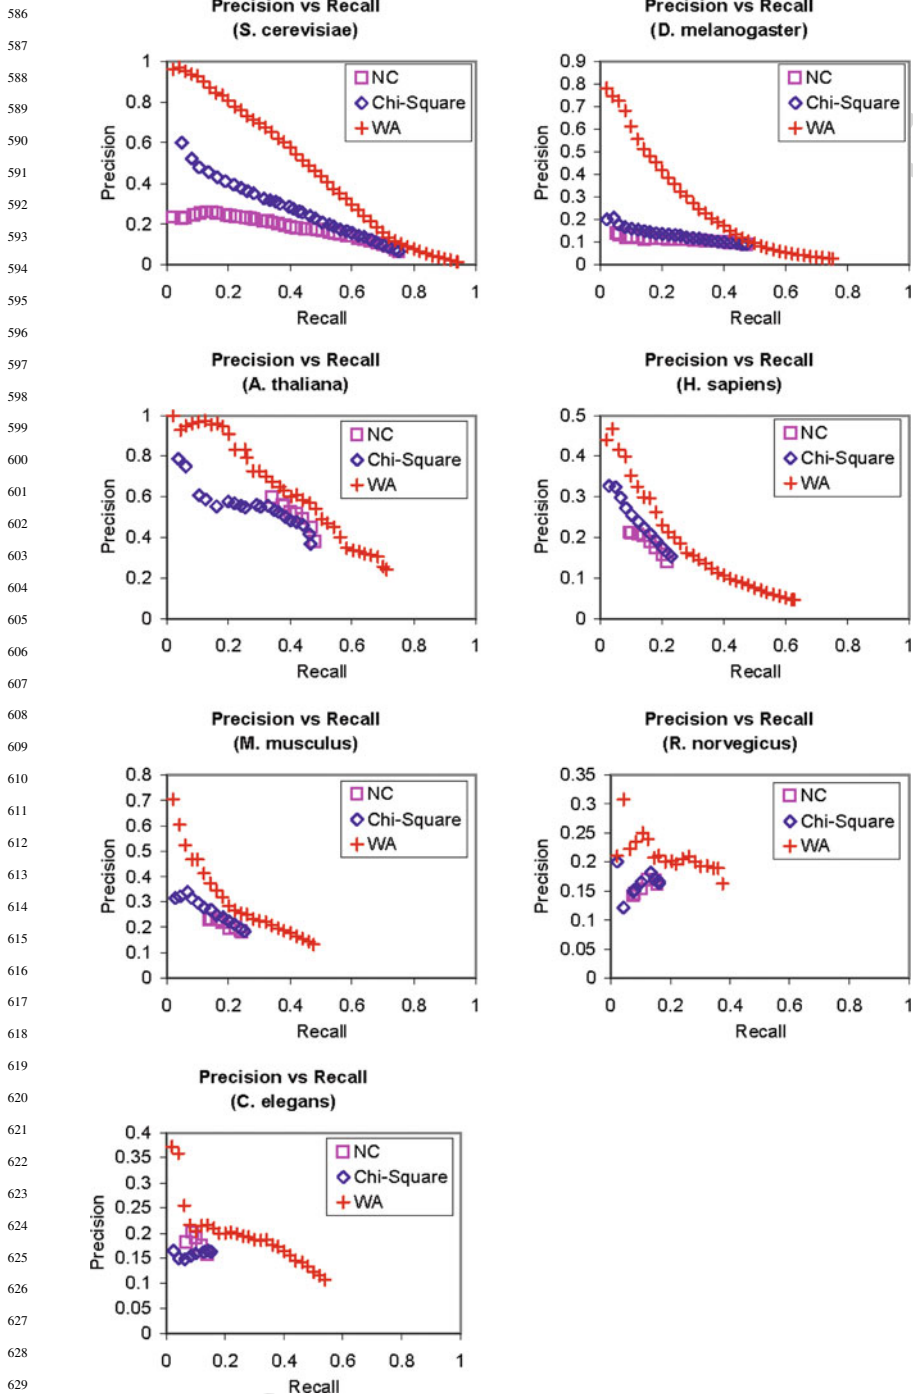 586
587
588
589
590
591
592
593
594
595
596
597
598
599
600
601
602
603
604
605
606
607
608
609
610
611
612
613
614
615
616
617
618
619
620
621
622
623
624
625
626
627
628
629
Precision vs Recall
(S. cerevisiae)
1
0.8
0.6
0.4
0.2
0
Precision
NC
Chi-Square
WA
0 0.2 0.4 0.6 0.8 1
Recall
Precision vs Recall
(D. melanogaster)
0.9
0.8
0.7
0.6
0.5
0.4
0.3
0.2
0.1
0
Precision
NC
Chi-Square
WA
0 0.2 0.4 0.6 0.8 1
Recall
Precision vs Recall
(A. thaliana)
1
0.8
0.6
0.4
0.2
0
Precision
NC
Chi-Square
WA
0 0.2 0.4 0.6 0.8 1
Recall
Precision vs Recall
(H. sapiens)
0.5
0.4
0.3
0.2
0.1
0
Precision
NC
Chi-Square
WA
0 0.2 0.4 0.6 0.8 1
Recall
Precision vs Recall
(M. musculus)
0.8
0.7
0.6
0.5
0.4
0.3
0.2
0.1
0
Precision
NC
Chi-Square
WA
0 0.2 0.4 0.6 0.8 1
Recall
Precision vs Recall
(R. norvegicus)
0.35
0.3
0.25
0.2
0.15
0.1
0.05
0
Precision
NC
Chi-Square
WA
0 0.2 0.4 0.6 0.8 1
Recall
Precision vs Recall
(C. elegans)
0.4
0.35
0.3
0.25
0.2
0.15
0.1
0.05
0
Precision
NC
Chi-Square
WA
0 0.2 0.4 0.6 0.8 1
Recall